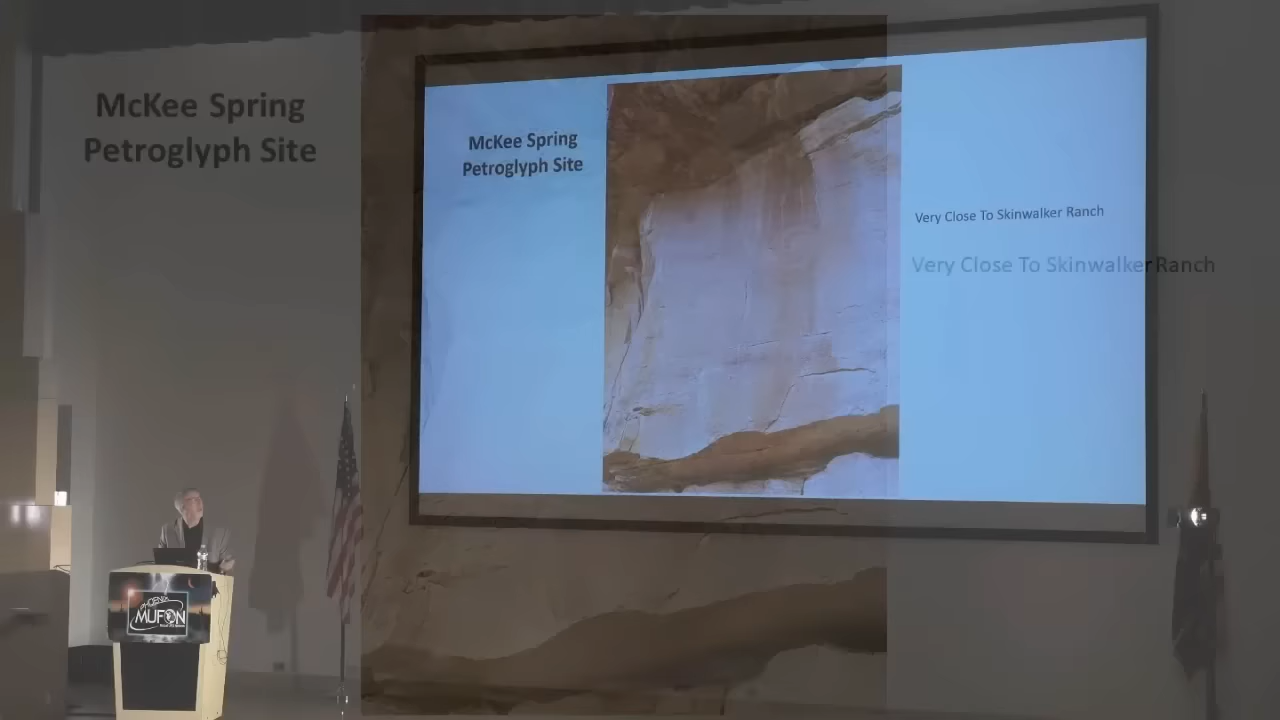 McKee Spring
Petroglyph Site
McKee Spring
Petroglyph Site
Very Close To Skinwalker Ranch
Very Close To Skinwalker Ranch
PHOENIX
MUFON